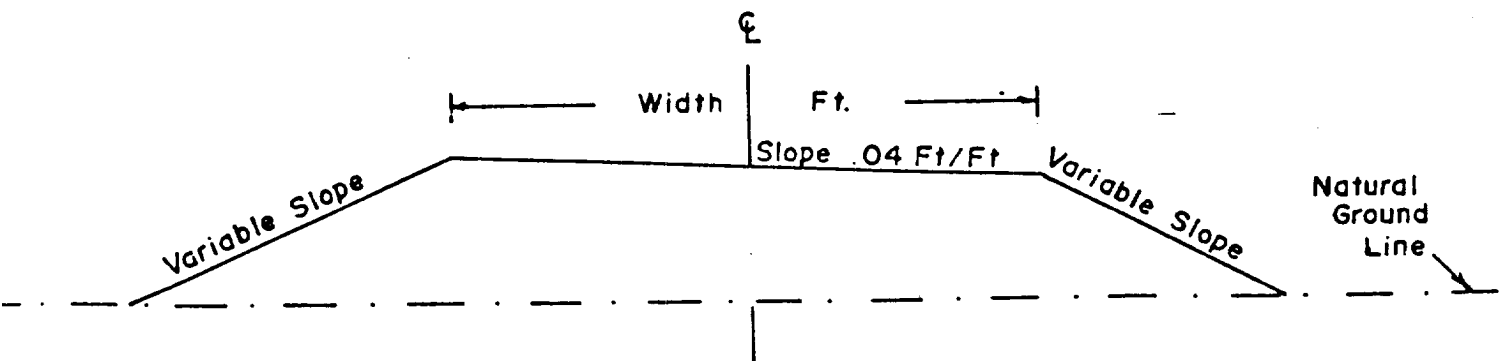 ℄
Width Ft.
Slope .04 Ft/Ft
Variable Slope
Variable Slope
Natural
Ground
Line